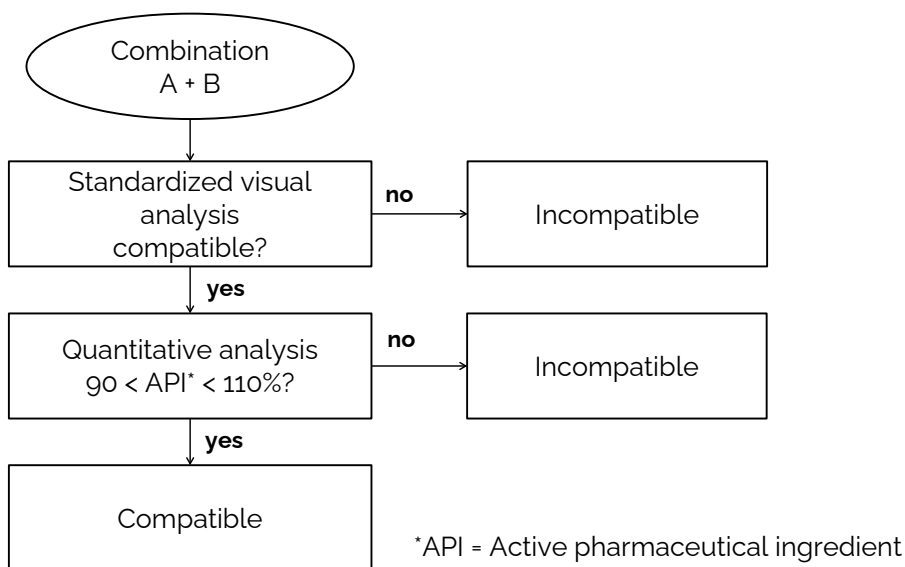 Combination
A + B
Standardized visual
analysis
compatible?
no
Incompatible
yes
Quantitative analysis
90 < API* < 110%?
no
Incompatible
yes
Compatible
*API = Active pharmaceutical ingredient